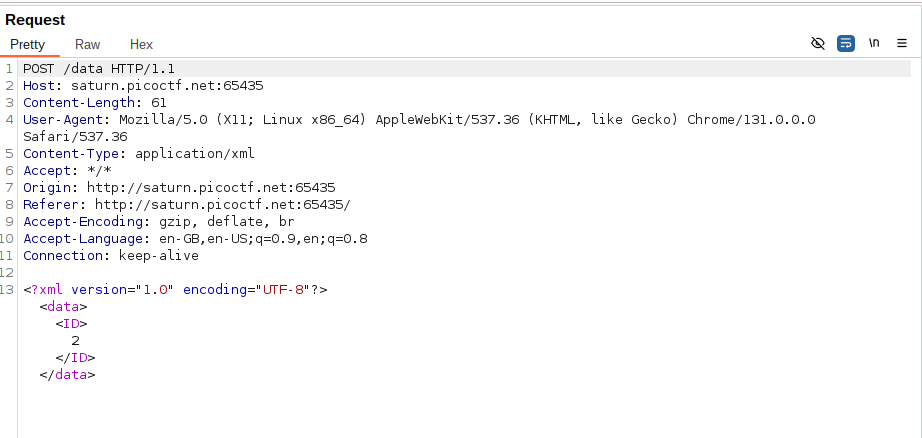 Request
Pretty Raw Hex \n
1 POST /data HTTP/1.1
2 Host: saturn.picoctf.net:65435
3 Content-Length: 61
4 User-Agent: Mozilla/5.0 (X11; Linux x86_64) AppleWebKit/537.36 (KHTML, like Gecko) Chrome/131.0.0.0
Safari/537.36
5 Content-Type: application/xml
6 Accept: */*
7 Origin: http://saturn.picoctf.net:65435
8 Referer: http://saturn.picoctf.net:65435/
9 Accept-Encoding: gzip, deflate, br
10 Accept-Language: en-GB,en-US;q=0.9,en;q=0.8
11 Connection: keep-alive
12
13 <?xml version="1.0" encoding="UTF-8"?>
<data>
<ID>
2
</ID>
</data>